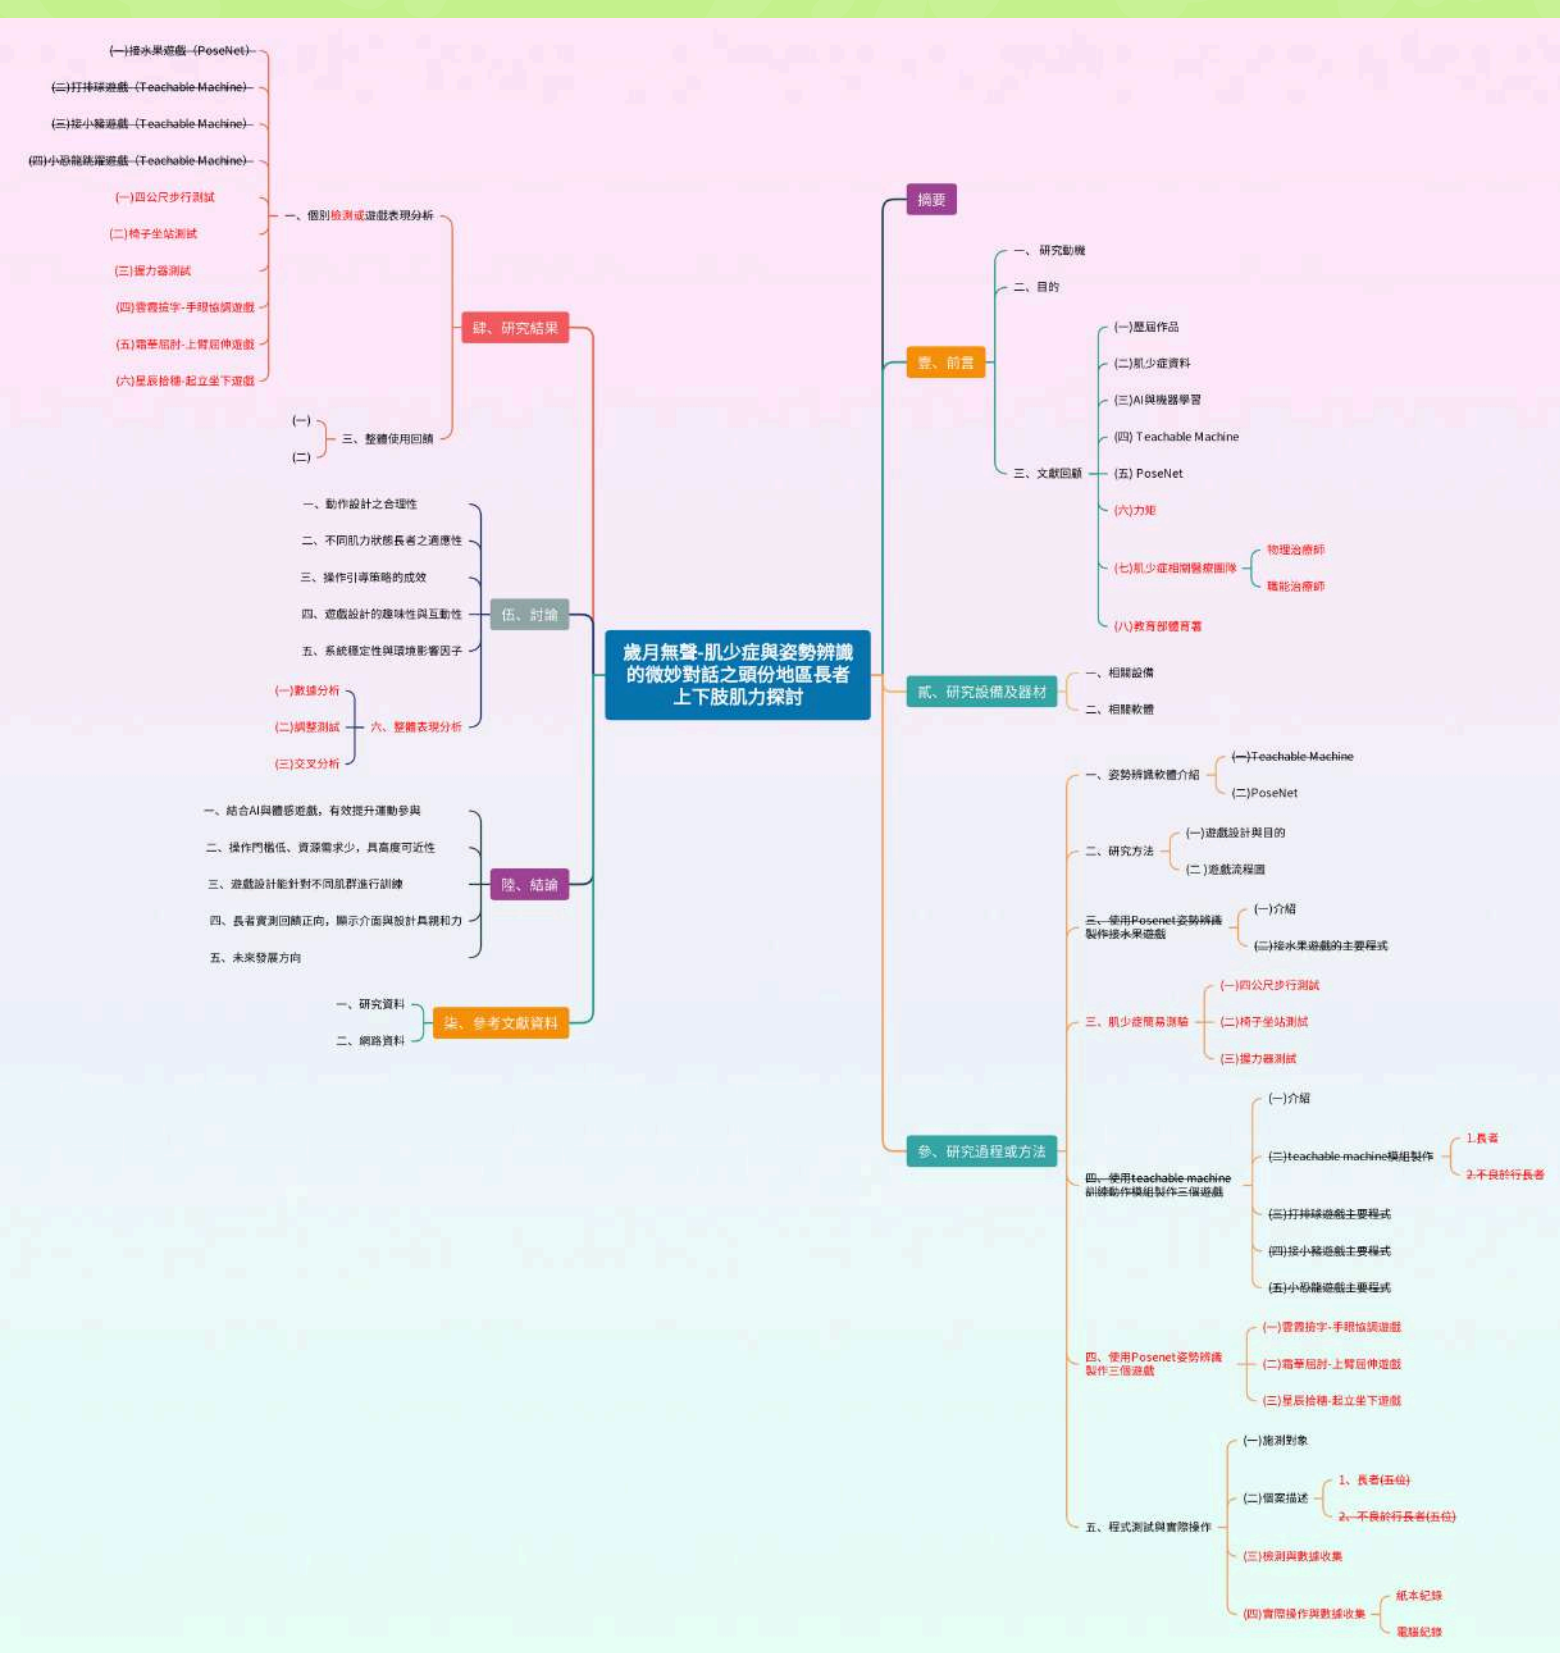 歲月無聲-肌少症與姿勢辨識
的微妙對話之頭份地區長者
上下肢肌力探討
摘要
壹、前言
一、 研究動機
二、目的
三、文獻回顧
(一)歷屆作品
(二)肌少症資料
(三)AI與機器學習
(四) Teachable Machine
(五) PoseNet
(六)力矩
(七)肌少症相關醫療團隊
物理治療師
職能治療師
(八)教育部體育署
貳、研究設備及器材
一、相關設備
二、相關軟體
參、研究過程或方法
一、姿勢辨識軟體介紹
(一)Teachable Machine
(二)PoseNet
二、研究方法
(一)遊戲設計與目的
(二 )遊戲流程圖
三、使用Posenet姿勢辨識
製作接水果遊戲
(一)介紹
(二)接水果遊戲的主要程式
三、肌少症簡易測驗
(一)四公尺步行測試
(二)椅子坐站測試
(三)握力器測試
四、使用teachable machine
訓練動作模組製作三個遊戲
(一)介紹
(二)teachable machine模組製作
1.長者
2.不良於行長者
(三)打排球遊戲主要程式
(四)接小豬遊戲主要程式
(五)小恐龍遊戲主要程式
四、使用Posenet姿勢辨識
製作三個遊戲
(一)雲霞撿字-手眼協調遊戲
(二)霜華屈肘-上臂屈伸遊戲
(三)星辰拾穗-起立坐下遊戲
五、程式測試與實際操作
(一)施測對象
(二)個案描述
1、長者(五位)
2、不良於行長者(五位)
(三)檢測與數據收集
(四)實際操作與數據收集
紙本紀錄
電腦紀錄
肆、研究結果
一、個別檢測或遊戲表現分析
(一)接水果遊戲（PoseNet）
(二)打排球遊戲（Teachable Machine）
(三)接小豬遊戲（Teachable Machine）
(四)小恐龍跳躍遊戲（Teachable Machine）
(一)四公尺步行測試
(二)椅子坐站測試
(三)握力器測試
(四)雲霞撿字-手眼協調遊戲
(五)霜華屈肘-上臂屈伸遊戲
(六)星辰拾穗-起立坐下遊戲
三、整體使用回饋
(一)
(二)
伍、討論
一、動作設計之合理性
二、不同肌力狀態長者之適應性
三、操作引導策略的成效
四、遊戲設計的趣味性與互動性
五、系統穩定性與環境影響因子
六、整體表現分析
(一)數據分析
(二)調整測試
(三)交叉分析
陸、結論
一、結合AI與體感遊戲，有效提升運動參與
二、操作門檻低、資源需求少，具高度可近性
三、遊戲設計能針對不同肌群進行訓練
四、長者實測回饋正向，顯示介面與設計具親和力
五、未來發展方向
柒、參考文獻資料
一、研究資料
二、網路資料